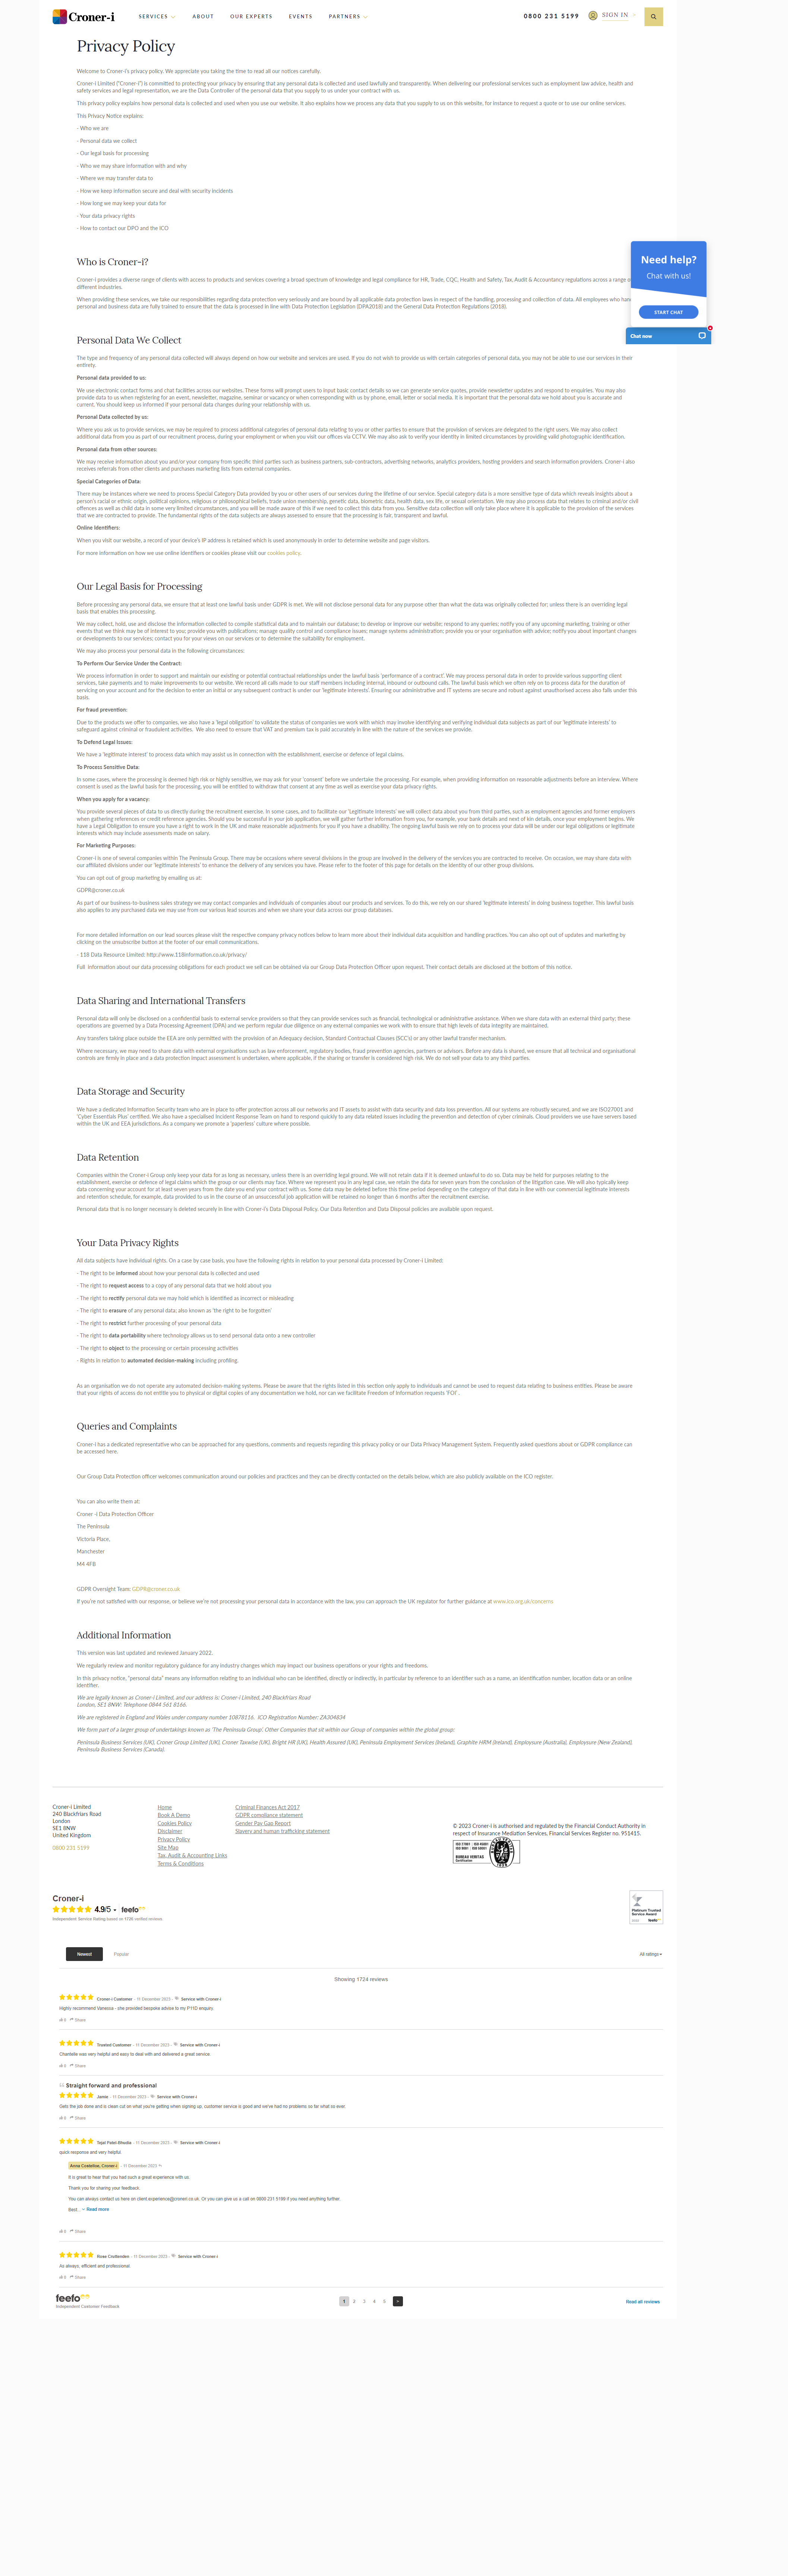 Croner-i
SERVICES
ABOUT
OUR EXPERTS
EVENTS
PARTNERS
0800 231 5199
SIGN IN
Privacy Policy
Welcome to Croner-i's privacy policy. We appreciate you taking the time to read all our notices carefully.
Croner-i Limited ("Croner-i") is committed to protecting your privacy by ensuring that any personal data is collected and used lawfully and transparently. When delivering our professional services such as employment law advice, health and
safety services and legal representation, we are the Data Controller of the personal data that you supply to us under your contract with us.
This privacy policy explains how personal data is collected and used when you use our website. It also explains how we process any data that you supply to us on this website, for instance to request a quote or to use our online services.
This Privacy Notice explains:
- Who we are
- Personal data we collect
- Our legal basis for processing
- Who we may share information with and why
- Where we may transfer data to
- How we keep information secure and deal with security incidents
- How long we may keep your data for
- Your data privacy rights
- How to contact our DPO and the ICO
Need help?
Chat with us!
START CHAT
Chat now
Who is Croner-i?
Croner-i provides a diverse range of clients with access to products and services covering a broad spectrum of knowledge and legal compliance for HR, Trade, CQC, Health and Safety, Tax, Audit & Accountancy regulations across a range of
different industries.
When providing these services, we take our responsibilities regarding data protection very seriously and are bound by all applicable data protection laws in respect of the handling, processing and collection of data. All employees who handle
personal and business data are fully trained to ensure that the data is processed in line with Data Protection Legislation (DPA2018) and the General Data Protection Regulations (2018).
Personal Data We Collect
The type and frequency of any personal data collected will always depend on how our website and services are used. If you do not wish to provide us with certain categories of personal data, you may not be able to use our services in their
entirety.
Personal data provided to us:
We use electronic contact forms and chat facilities across our websites. These forms will prompt users to input basic contact details so we can generate service quotes, provide newsletter updates and respond to enquiries. You may also
provide data to us when registering for an event, newsletter, magazine, seminar or vacancy or when corresponding with us by phone, email, letter or social media. It is important that the personal data we hold about you is accurate and
current. You should keep us informed if your personal data changes during your relationship with us.
Personal Data collected by us:
Where you ask us to provide services, we may be required to process additional categories of personal data relating to you or other parties to ensure that the provision of services are delegated to the right users. We may also collect
additional data from you as part of our recruitment process, during your employment or when you visit our offices via CCTV. We may also ask to verify your identity in limited circumstances by providing valid photographic identification.
Personal data from other sources:
We may receive information about you and/or your company from specific third parties such as business partners, sub-contractors, advertising networks, analytics providers, hosting providers and search information providers. Croner-i also
receives referrals from other clients and purchases marketing lists from external companies.
Special Categories of Data:
There may be instances where we need to process Special Category Data provided by you or other users of our services during the lifetime of our service. Special category data is a more sensitive type of data which reveals insights about a
person's racial or ethnic origin, political opinions, religious or philosophical beliefs, trade union membership, genetic data, biometric data, health data, sex life, or sexual orientation. We may also process data that relates to criminal and/or civil
offences as well as child data in some very limited circumstances, and you will be made aware of this if we need to collect this data from you. Sensitive data collection will only take place where it is applicable to the provision of the services
that we are contracted to provide. The fundamental rights of the data subjects are always assessed to ensure that the processing is fair, transparent and lawful.
Online Identifiers:
When you visit our website, a record of your device's IP address is retained which is used anonymously in order to determine website and page visitors.
For more information on how we use online identifiers or cookies please visit our cookies policy.
Our Legal Basis for Processing
Before processing any personal data, we ensure that at least one lawful basis under GDPR is met. We will not disclose personal data for any purpose other than what the data was originally collected for; unless there is an overriding legal
basis that enables this processing.
We may collect, hold, use and disclose the information collected to compile statistical data and to maintain our database; to develop or improve our website; respond to any queries; notify you of any upcoming marketing, training or other
events that we think may be of interest to you; provide you with publications; manage quality control and compliance issues; manage systems administration; provide you or your organisation with advice; notify you about important changes
or developments to our services; contact you for your views on our services or to determine the suitability for employment.
We may also process your personal data in the following circumstances:
To Perform Our Service Under the Contract:
We process information in order to support and maintain our existing or potential contractual relationships under the lawful basis 'performance of a contract'. We may process personal data in order to provide various supporting client
services, take payments and to make improvements to our website. We record all calls made to our staff members including internal, inbound or outbound calls. The lawful basis which we often rely on to process data for the duration of
servicing on your account and for the decision to enter an initial or any subsequent contract is under our 'legitimate interests'. Ensuring our administrative and IT systems are secure and robust against unauthorised access also falls under this
basis.
For fraud prevention:
Due to the products we offer to companies, we also have a 'legal obligation' to validate the status of companies we work with which may involve identifying and verifying individual data subjects as part of our 'legitimate interests' to
safeguard against criminal or fraudulent activities.  We also need to ensure that VAT and premium tax is paid accurately in line with the nature of the services we provide.
To Defend Legal Issues:
We have a 'legitimate interest' to process data which may assist us in connection with the establishment, exercise or defence of legal claims.
To Process Sensitive Data:
In some cases, where the processing is deemed high risk or highly sensitive, we may ask for your 'consent' before we undertake the processing. For example, when providing information on reasonable adjustments before an interview. Where
consent is used as the lawful basis for the processing, you will be entitled to withdraw that consent at any time as well as exercise your data privacy rights.
When you apply for a vacancy:
You provide several pieces of data to us directly during the recruitment exercise. In some cases, and to facilitate our 'Legitimate Interests' we will collect data about you from third parties, such as employment agencies and former employers
when gathering references or credit reference agencies. Should you be successful in your job application, we will gather further information from you, for example, your bank details and next of kin details, once your employment begins. We
have a Legal Obligation to ensure you have a right to work in the UK and make reasonable adjustments for you if you have a disability. The ongoing lawful basis we rely on to process your data will be under our legal obligations or legitimate
interests which may include assessments made on salary.
For Marketing Purposes:
Croner-i is one of several companies within The Peninsula Group. There may be occasions where several divisions in the group are involved in the delivery of the services you are contracted to receive. On occasion, we may share data with
our affiliated divisions under our 'legitimate interests' to enhance the delivery of any services you have. Please refer to the foot of this page for details on the identity of our other group divisions.
You can opt out of group marketing by emailing us at:
GDPR@croner.co.uk
As part of our business-to-business sales strategy we may contact companies and individuals of companies about our products and services. To do this, we rely on our shared 'legitimate interests' in doing business together. This lawful basis
also applies to any purchased data we may use from our various lead sources and when we share your data across our group databases.
For more detailed information on our lead sources please visit the respective company privacy notices below to learn more about their individual data acquisition and handling practices. You can also opt out of updates and marketing by
clicking on the unsubscribe button at the footer of our email communications.
- 118 Data Resource Limited: http://www.118information.co.uk/privacy/
Full  information about our data processing obligations for each product we sell can be obtained via our Group Data Protection Officer upon request. Their contact details are disclosed at the bottom of this notice.
Data Sharing and International Transfers
Personal data will only be disclosed on a confidential basis to external service providers so that they can provide services such as financial, technological or administrative assistance. When we share data with an external third party; these
operations are governed by a Data Processing Agreement (DPA) and we perform regular due diligence on any external companies we work with to ensure that high levels of data integrity are maintained.
Any transfers taking place outside the EEA are only permitted with the provision of an Adequacy decision, Standard Contractual Clauses (SCC's) or any other lawful transfer mechanism.
Where necessary, we may need to share data with external organisations such as law enforcement, regulatory bodies, fraud prevention agencies, partners or advisors. Before any data is shared, we ensure that all technical and organisational
controls are firmly in place and a data protection impact assessment is undertaken, where applicable, if the sharing or transfer is considered high risk. We do not sell your data to any third parties.
Data Storage and Security
We have a dedicated Information Security team who are in place to offer protection across all our networks and IT assets to assist with data security and data loss prevention. All our systems are robustly secured, and we are ISO27001 and
'Cyber Essentials Plus' certified. We also have a specialised Incident Response Team on hand to respond quickly to any data related issues including the prevention and detection of cyber criminals. Cloud providers we use have servers based
within the UK and EEA jurisdictions. As a company we promote a 'paperless' culture where possible.
Data Retention
Companies within the Croner-i Group only keep your data for as long as necessary, unless there is an overriding legal ground. We will not retain data if it is deemed unlawful to do so. Data may be held for purposes relating to the
establishment, exercise or defence of legal claims which the group or our clients may face. Where we represent you in any legal case, we retain the data for seven years from the conclusion of the litigation case. We will also typically keep
data concerning your account for at least seven years from the date you end your contract with us. Some data may be deleted before this time period depending on the category of that data in line with our commercial legitimate interests
and retention schedule, for example, data provided to us in the course of an unsuccessful job application will be retained no longer than 6 months after the recruitment exercise.
Personal data that is no longer necessary is deleted securely in line with Croner-i's Data Disposal Policy. Our Data Retention and Data Disposal policies are available upon request.
Your Data Privacy Rights
All data subjects have individual rights. On a case by case basis, you have the following rights in relation to your personal data processed by Croner-i Limited:
- The right to be informed about how your personal data is collected and used
- The right to request access to a copy of any personal data that we hold about you
- The right to rectify personal data we may hold which is identified as incorrect or misleading
- The right to erasure of any personal data; also known as 'the right to be forgotten'
- The right to restrict further processing of your personal data
- The right to data portability where technology allows us to send personal data onto a new controller
- The right to object to the processing or certain processing activities
- Rights in relation to automated decision-making including profiling.
As an organisation we do not operate any automated decision-making systems. Please be aware that the rights listed in this section only apply to individuals and cannot be used to request data relating to business entities. Please be aware
that your rights of access do not entitle you to physical or digital copies of any documentation we hold, nor can we facilitate Freedom of Information requests 'FOI' .
Queries and Complaints
Croner-i has a dedicated representative who can be approached for any questions, comments and requests regarding this privacy policy or our Data Privacy Management System. Frequently asked questions about or GDPR compliance can
be accessed here.
Our Group Data Protection officer welcomes communication around our policies and practices and they can be directly contacted on the details below, which are also publicly available on the ICO register.
You can also write them at:
Croner -i Data Protection Officer
The Peninsula
Victoria Place,
Manchester
M4 4FB
GDPR Oversight Team: GDPR@croner.co.uk
If you're not satisfied with our response, or believe we're not processing your personal data in accordance with the law, you can approach the UK regulator for further guidance at www.ico.org.uk/concerns
Additional Information
This version was last updated and reviewed January 2022.
We regularly review and monitor regulatory guidance for any industry changes which may impact our business operations or your rights and freedoms.
In this privacy notice, "personal data" means any information relating to an individual who can be identified, directly or indirectly, in particular by reference to an identifier such as a name, an identification number, location data or an online
identifier.
We are legally known as Croner-i Limited, and our address is: Croner-i Limited, 240 Blackfriars Road
London, SE1 8NW: Telephone 0844 561 8166.
We are registered in England and Wales under company number 10878116.  ICO Registration Number: ZA304834
We form part of a larger group of undertakings known as 'The Peninsula Group'. Other Companies that sit within our Group of companies within the global group:
Peninsula Business Services (UK), Croner Group Limited (UK), Croner Taxwise (UK), Bright HR (UK), Health Assured (UK), Peninsula Employment Services (Ireland), Graphite HRM (Ireland), Employsure (Australia), Employsure (New Zealand),
Peninsula Business Services (Canada).
Croner-i Limited
240 Blackfriars Road
London
SE1 8NW
United Kingdom
0800 231 5199
Home
Book A Demo
Cookies Policy
Disclaimer
Privacy Policy
Site Map
Tax, Audit & Accounting Links
Terms & Conditions
Criminal Finances Act 2017
GDPR compliance statement
Gender Pay Gap Report
Slavery and human trafficking statement
© 2023 Croner-i is authorised and regulated by the Financial Conduct Authority in
respect of Insurance Mediation Services, Financial Services Register no. 951415.
BUREAU VERITAS
Certification
Croner-i
4.9/5 • feefo
Independent Service Rating based on 1724 verified reviews
Platinum Trusted
Service Award
feefo
Newest
Popular
All ratings
Showing 1724 reviews
Croner-i Customer - 11 December 2023 - Service with Croner-i
Highly recommend Vanessa - she provided bespoke advise to my P11D enquiry.
0 Share
Trusted Customer - 11 December 2023 - Service with Croner-i
Chantelle was very helpful and easy to deal with and delivered a great service
0 Share
Straight forward and professional
Jamie - 11 December 2023 - Service with Croner-i
Gets the job done and is clean cut on what you're getting when signing up, customer service is good and we've had no problems so far what so ever
0 Share
Tejal Patel-Bhudia - 11 December 2023 - Service with Croner-i
quick response and very helpful
Anna Costelloe, Croner-i - 11 December 2023
It is great to hear that you had such a great experience with us.
Thank you for sharing your feedback.
You can always contact us here on client.experience@croner.co.uk. Or you can give us a call on 0800 231 5199 if you need anything further.
Best... Read more
0 Share
- 11 December 2023 - Service with Croner-i
As always, efficient and professional.
0 Share
feefo
Independent Customer Feedback
1 2 3 4 5 >
Read all reviews